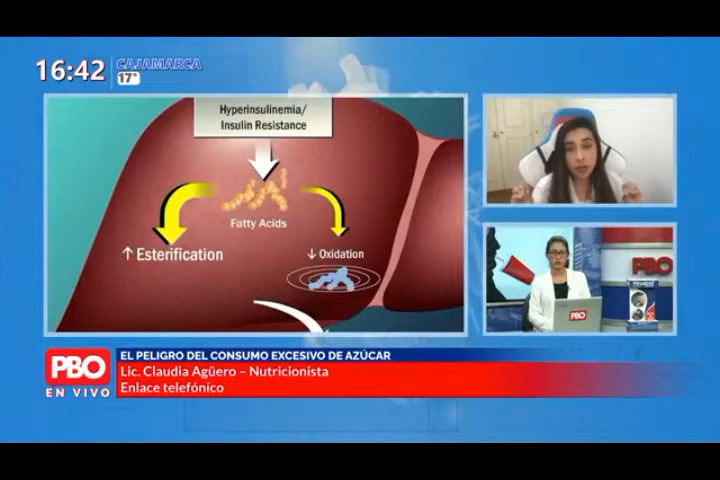 16:42
CAJAMARCA
17°
Hyperinsulinemia/
Insulin Resistance
Fatty Acids
↑ Esterification
↓ Oxidation
PBO
PBO
PBO
EN VIVO
EL PELIGRO DEL CONSUMO EXCESIVO DE AZÚCAR
Lic. Claudia Agüero – Nutricionista
Enlace telefónico